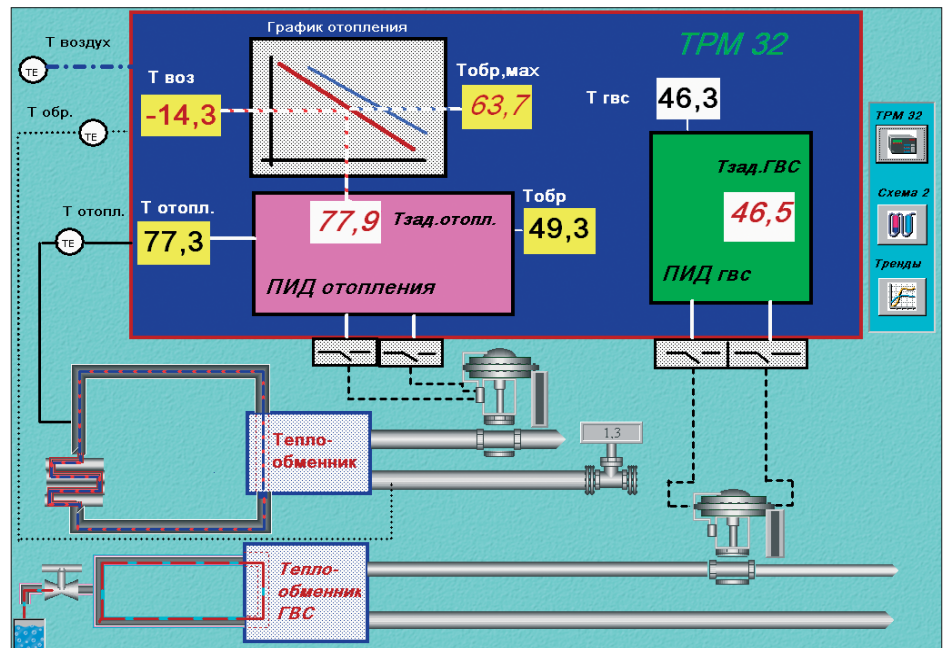 График отопления
ТРМ 32
Т воздух
ТЕ
Т воз
-14,3
Тобр,мах
63,7
Т гвс
46,3
Т обр.
ТЕ
ТРМ 32
Тзад.ГВС
46,5
Схема 2
Т отопл.
ТЕ
Т отопл.
77,3
77,9
Тзад.отопл.
Тобр
49,3
ПИД отопления
ПИД гвс
Тренды
Тепло-
обменник
1,3
Тепло-
обменник
ГВС